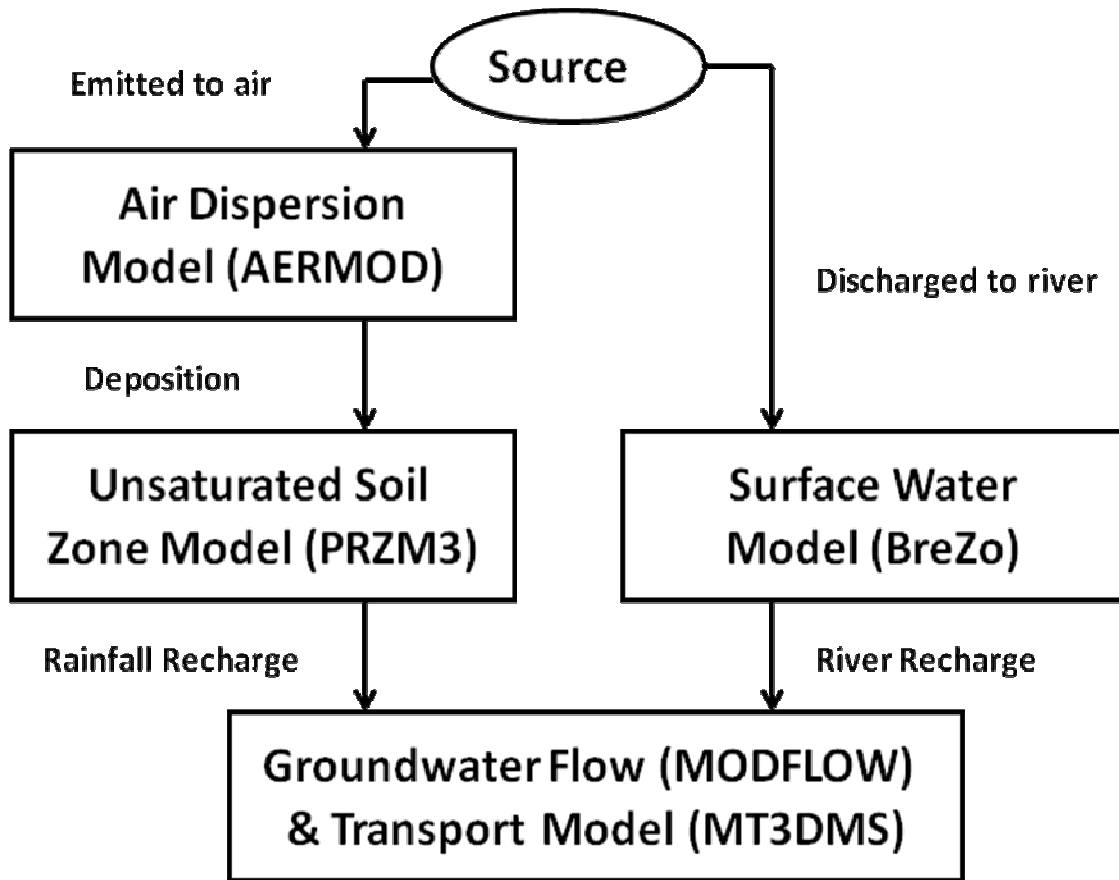 Source
Emitted to air
Air Dispersion
Model (AERMOD)
Discharged to river
Deposition
Unsaturated Soil
Zone Model (PRZM3)
Surface Water
Model (BreZo)
Rainfall Recharge
River Recharge
Groundwater Flow (MODFLOW)
& Transport Model (MT3DMS)